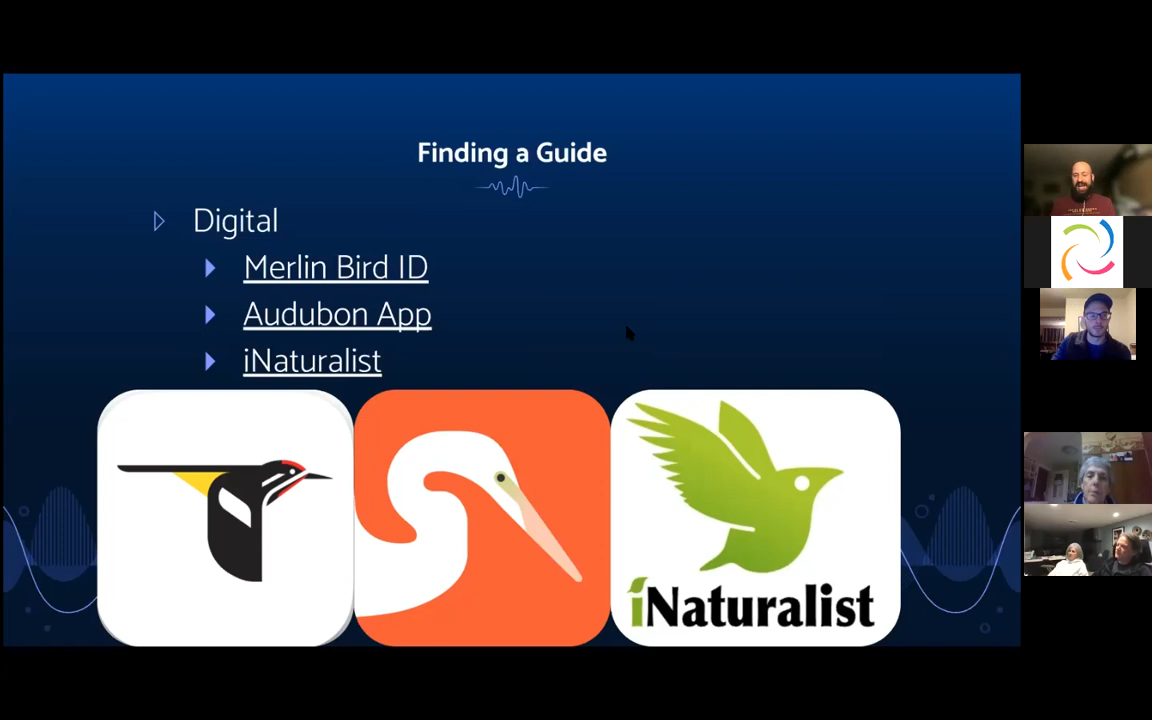 Finding a Guide
Digital
Merlin Bird ID
Audubon App
iNaturalist
iNaturalist